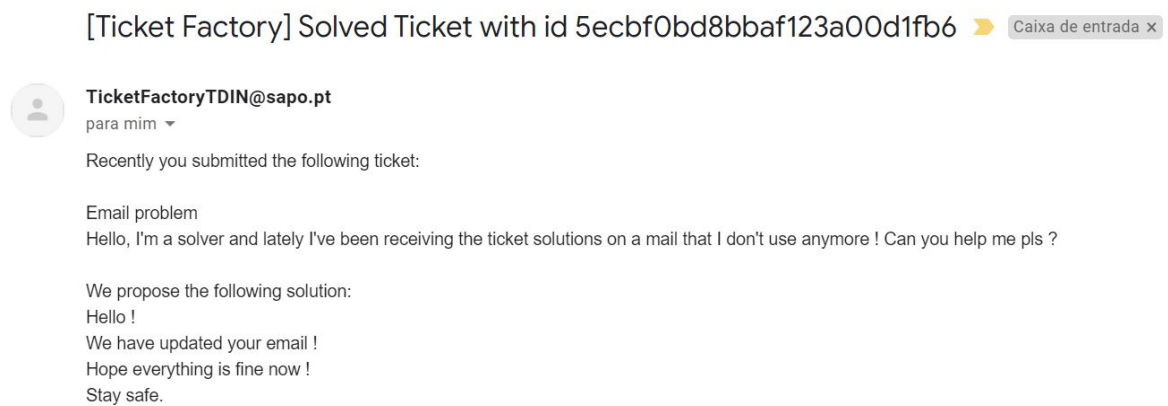 [Ticket Factory] Solved Ticket with id 5ecbf0bd8bbaf123a00d1fb6 Caixa de entrada x
TicketFactoryTDIN@sapo.pt
para mim
Recently you submitted the following ticket:
Email problem
Hello, I'm a solver and lately I've been receiving the ticket solutions on a mail that I don't use anymore ! Can you help me pls ?
We propose the following solution:
Hello !
We have updated your email !
Hope everything is fine now !
Stay safe.